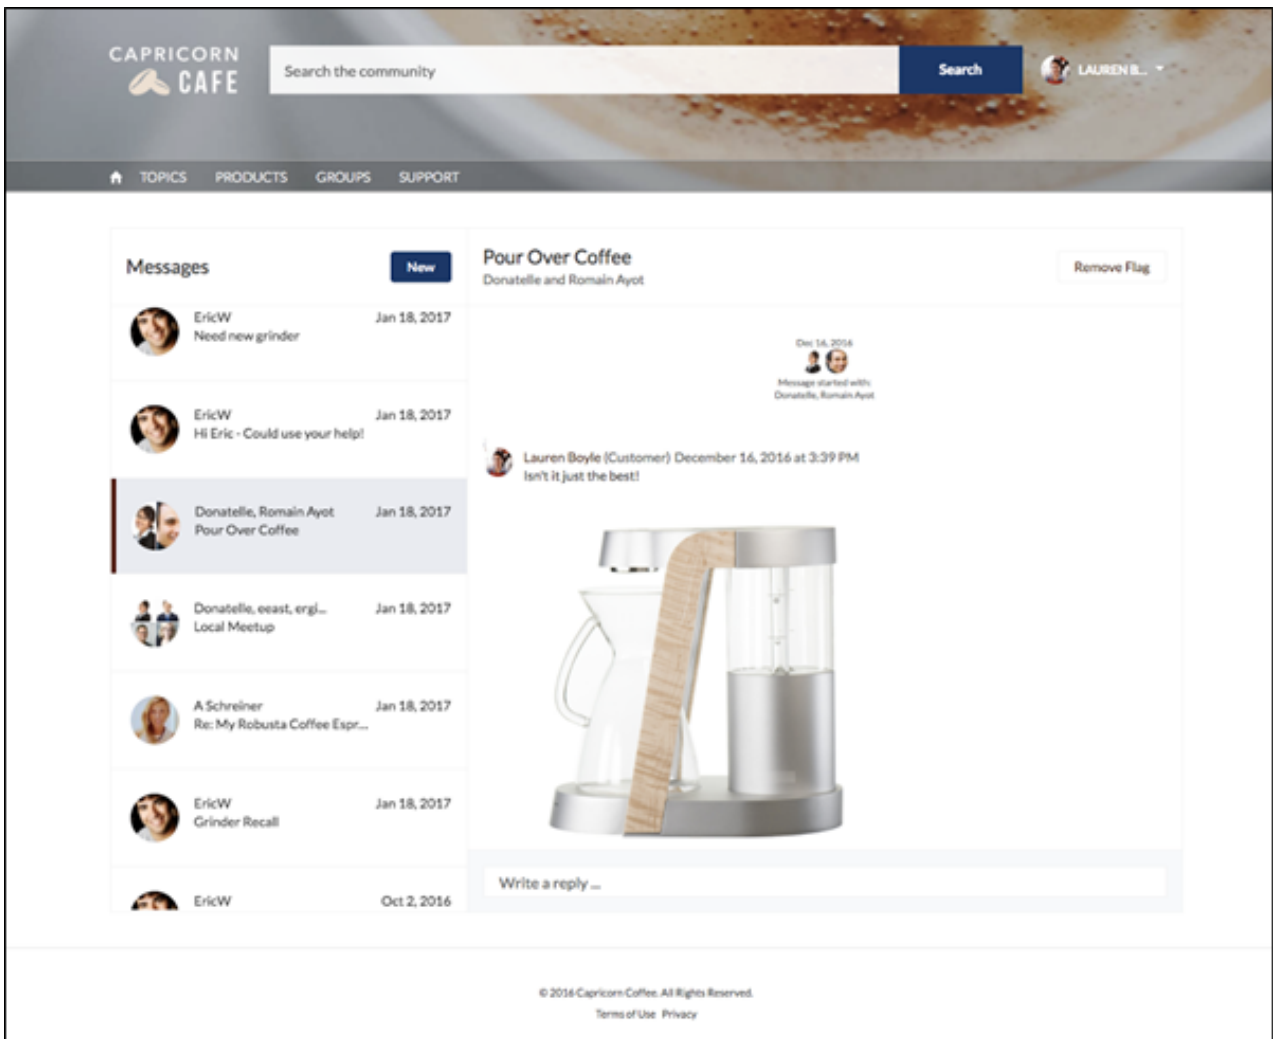 CAPRICORN
CAFE
Search the community
Search
LAUREN B...
TOPICS PRODUCTS GROUPS SUPPORT
Messages
New
EricW Jan 18, 2017
Need new grinder
EricW Jan 18, 2017
Hi Eric - Could use your help!
Donatelle, Romain Ayot Jan 18, 2017
Pour Over Coffee
Donatelle, eeast, ergi... Jan 18, 2017
Local Meetup
A Schreiner Jan 18, 2017
Re: My Robusta Coffee Espr...
EricW Jan 18, 2017
Grinder Recall
EricW Oct 2, 2016
Pour Over Coffee
Donatelle and Romain Ayot
Remove Flag
Dec 16, 2016
Message started with:
Donatelle, Romain Ayot
Lauren Boyle (Customer) December 16, 2016 at 3:39 PM
Isn't it just the best!
Write a reply ...
© 2016 Capricorn Coffee. All Rights Reserved.
Terms of Use Privacy